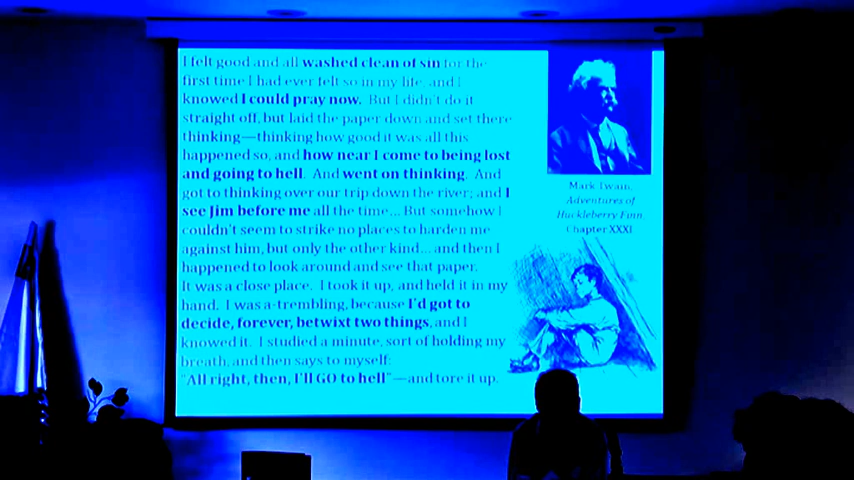 I felt good and all washed clean of sin for the
first time I had ever felt so in my life, and I
knowed I could pray now.  But I didn't do it
straight off, but laid the paper down and set there
thinking—thinking how good it was all this
happened so, and how near I come to being lost
and going to hell.  And went on thinking.  And
got to thinking over our trip down the river; and I
see Jim before me all the time... But somehow I
couldn't seem to strike no places to harden me
against him, but only the other kind... and then I
happened to look around and see that paper.
It was a close place.  I took it up, and held it in my
hand.  I was a-trembling, because I'd got to
decide, forever, betwixt two things, and I
knowed it.  I studied a minute, sort of holding my
breath, and then says to myself:
"All right, then, I'll GO to hell"—and tore it up.
Mark Twain,
Adventures of
Huckleberry Finn,
Chapter XXXI